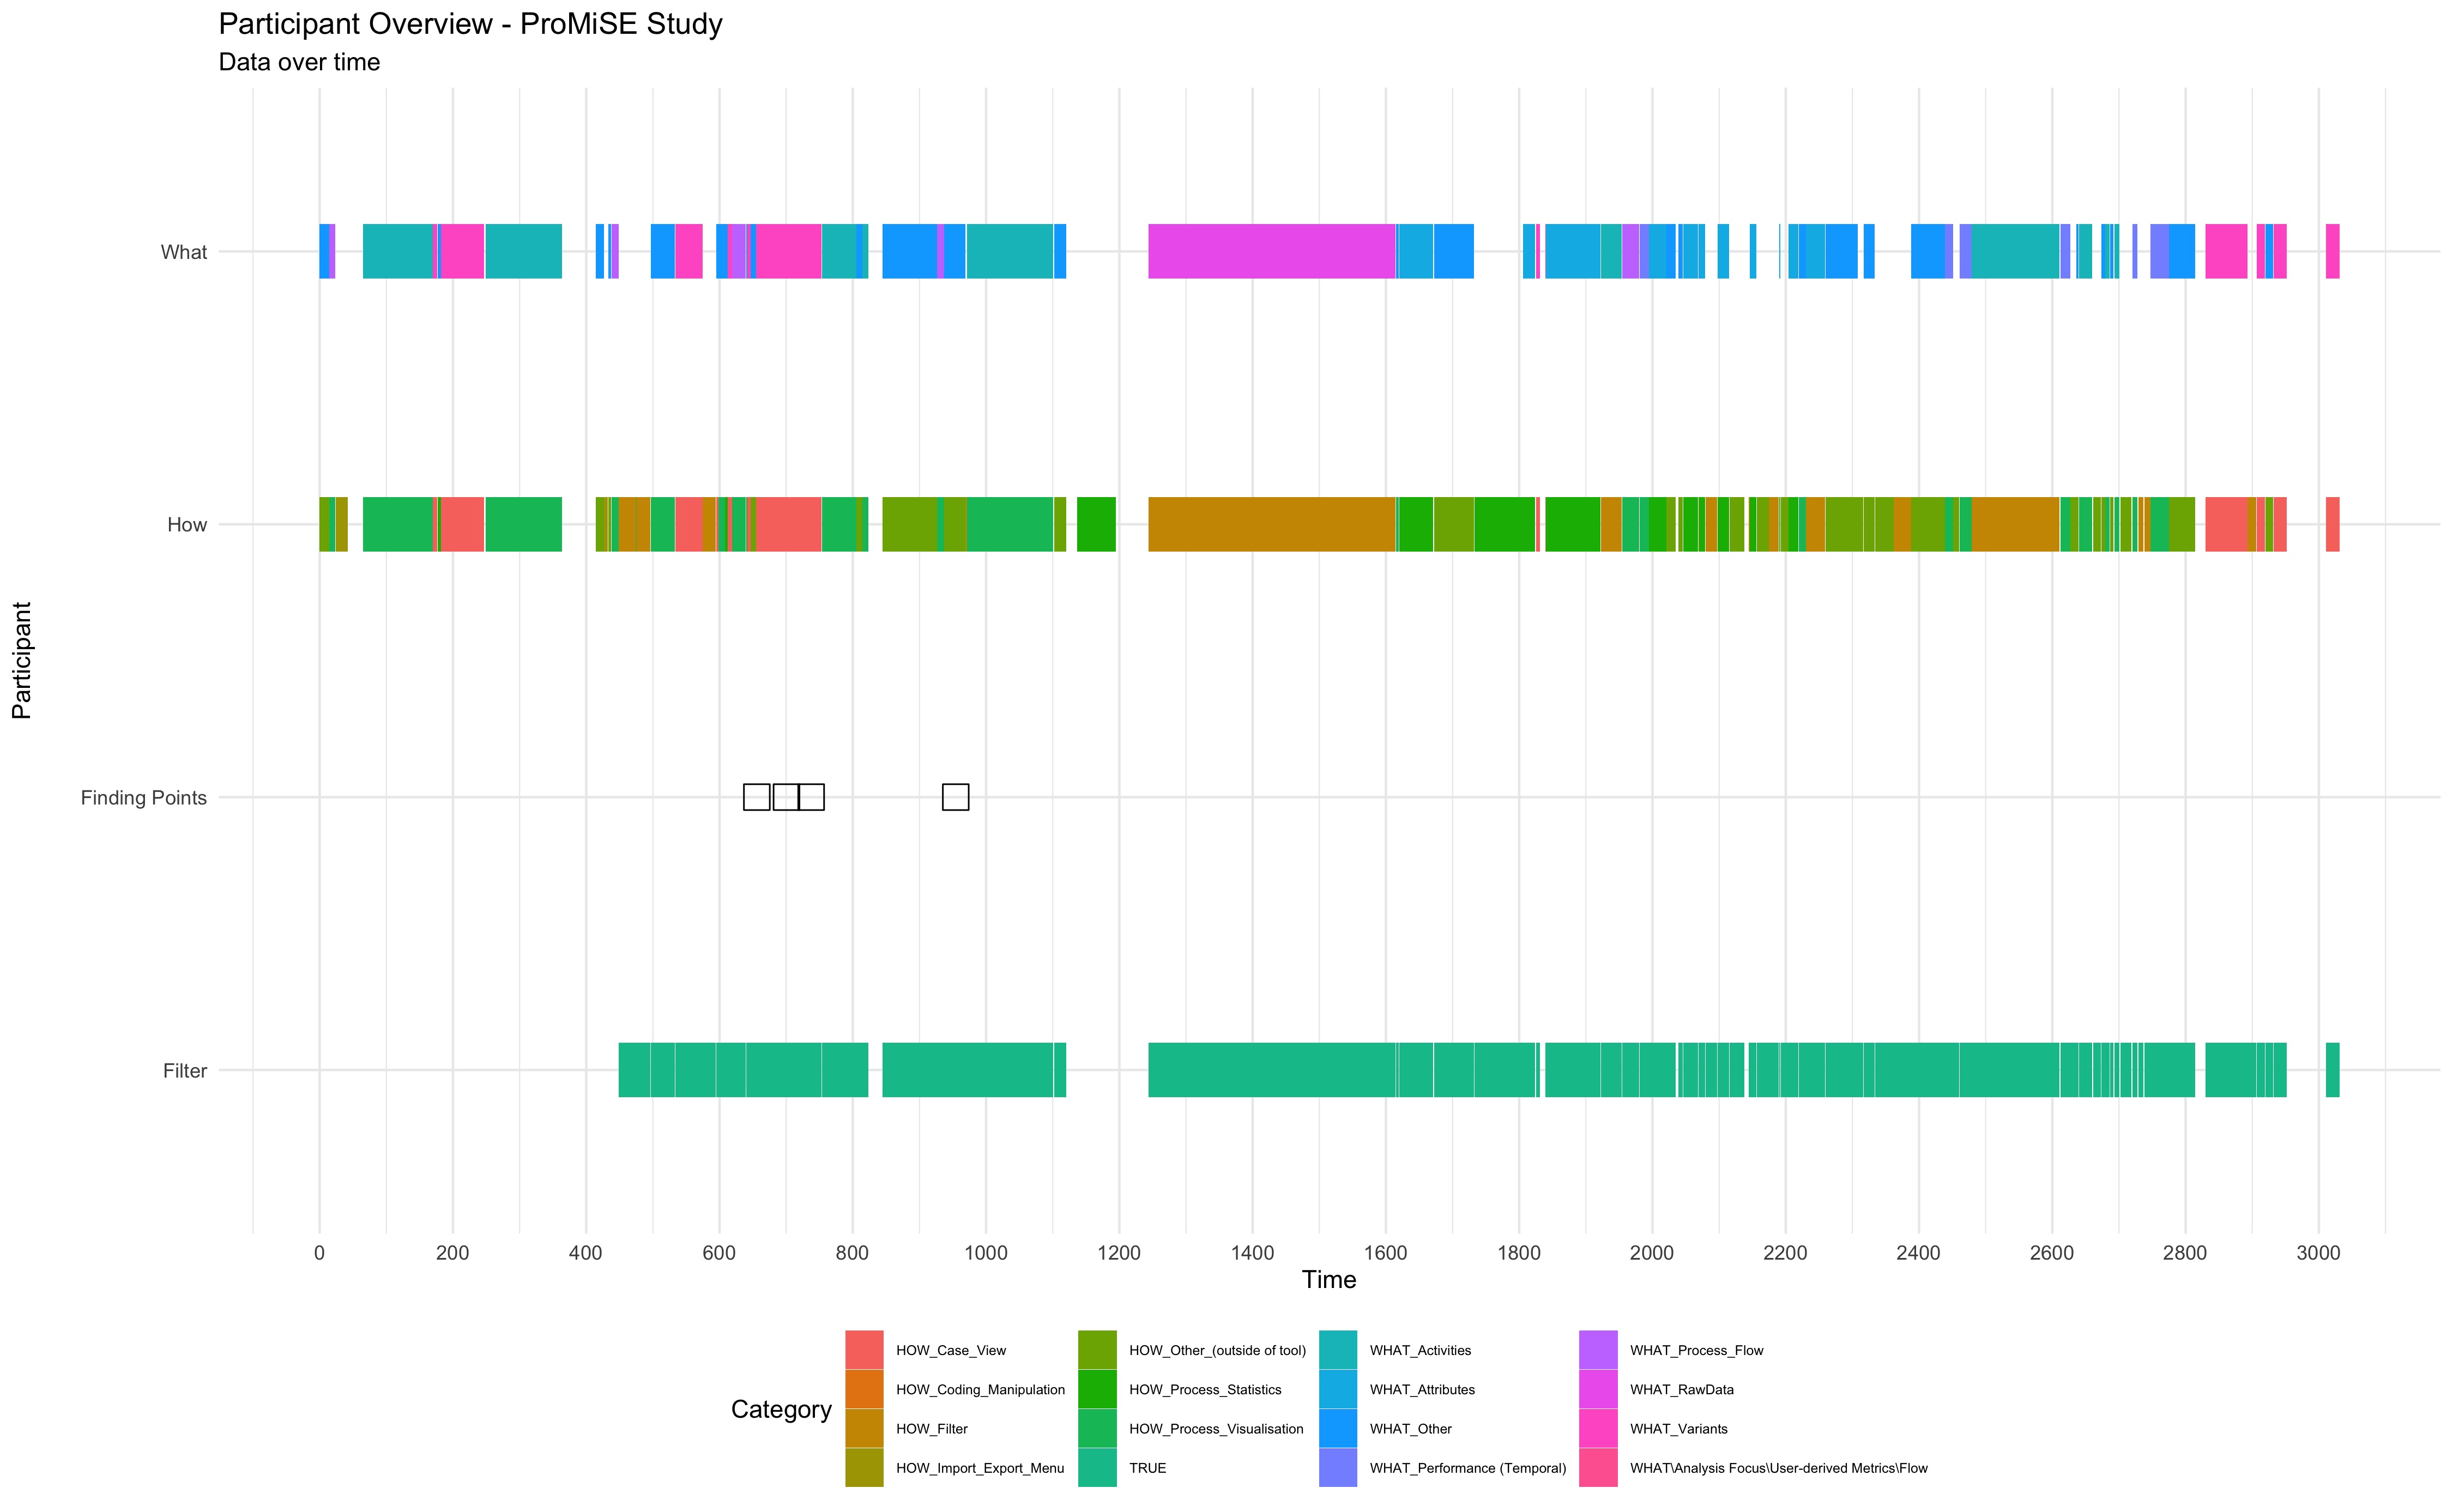 Participant Overview - ProMiSE Study
Data over time
What
How
Finding Points
Filter
Participant
0 200 400 600 800 1000 1200 1400 1600 1800 2000 2200 2400 2600 2800 3000
Time
Category
HOW_Case_View
HOW_Coding_Manipulation
HOW_Filter
HOW_Import_Export_Menu
HOW_Other_(outside of tool)
HOW_Process_Statistics
HOW_Process_Visualisation
TRUE
WHAT_Activities
WHAT_Attributes
WHAT_Other
WHAT_Performance (Temporal)
WHAT_Process_Flow
WHAT_RawData
WHAT_Variants
WHAT\Analysis Focus\User-derived Metrics\Flow